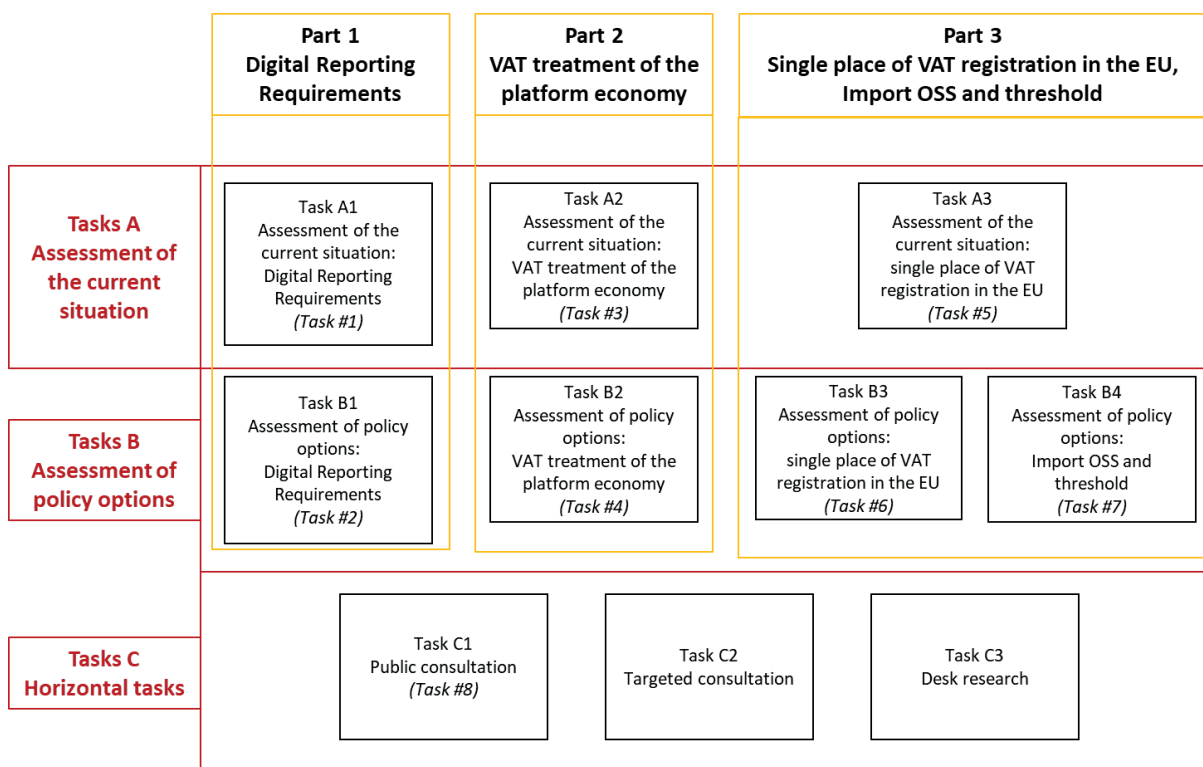 Part 1
Digital Reporting
Requirements
Part 2
VAT treatment of the
platform economy
Part 3
Single place of VAT registration in the EU,
Import OSS and threshold
Tasks A
Assessment of
the current
situation
Task A1
Assessment of the
current situation:
Digital Reporting
Requirements
(Task #1)
Task A2
Assessment of the
current situation:
VAT treatment of the
platform economy
(Task #3)
Task A3
Assessment of the
current situation:
single place of VAT
registration in the EU
(Task #5)
Tasks B
Assessment of
policy options
Task B1
Assessment of policy
options:
Digital Reporting
Requirements
(Task #2)
Task B2
Assessment of policy
options:
VAT treatment of the
platform economy
(Task #4)
Task B3
Assessment of policy
options:
single place of VAT
registration in the EU
(Task #6)
Task B4
Assessment of policy
options:
Import OSS and
threshold
(Task #7)
Tasks C
Horizontal tasks
Task C1
Public consultation
(Task #8)
Task C2
Targeted consultation
Task C3
Desk research